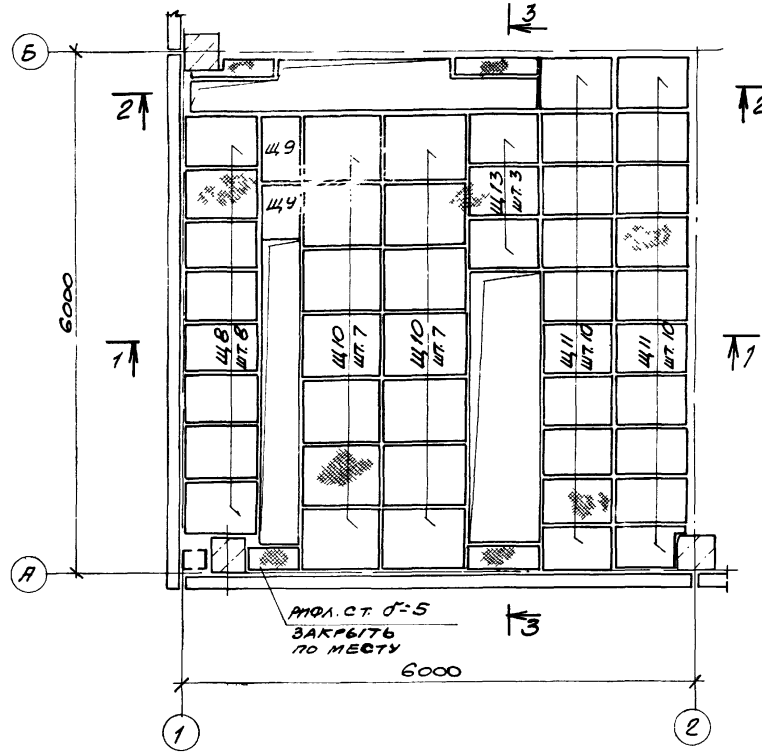 3
Б
2
2
Щ9
ЩУ
Щ13
шт.3
6000
1
1
Щ8
шт.8
Щ10
шт.7
Щ10
шт.7
Щ11
шт.10
Щ11
шт.10
А
РИФЛ. СТ. δ=5
ЗАКРЫТЬ
ПО МЕСТУ
3
6000
1
2